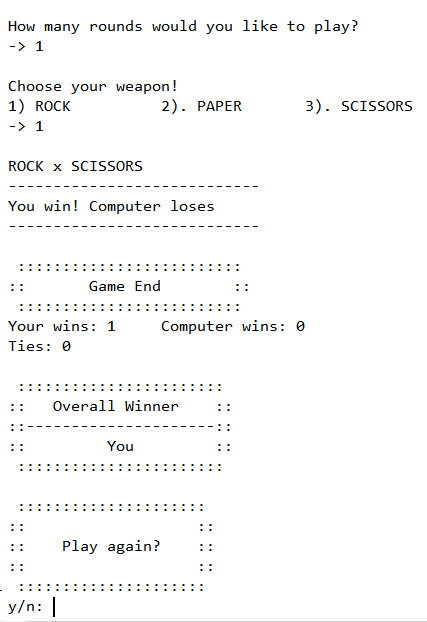 How many rounds would you like to play?
-> 1
Choose your weapon!
1) ROCK          2). PAPER       3). SCISSORS
-> 1
ROCK x SCISSORS
----------------------------
You win! Computer loses
----------------------------
:::::::::::::::::::::::::
::       Game End        ::
:::::::::::::::::::::::::
Your wins: 1     Computer wins: 0
Ties: 0
:::::::::::::::::::::::
::   Overall Winner    ::
::---------------------::
::         You         ::
:::::::::::::::::::::::
:::::::::::::::::::::
::                   ::
::    Play again?    ::
::                   ::
:::::::::::::::::::::
y/n: